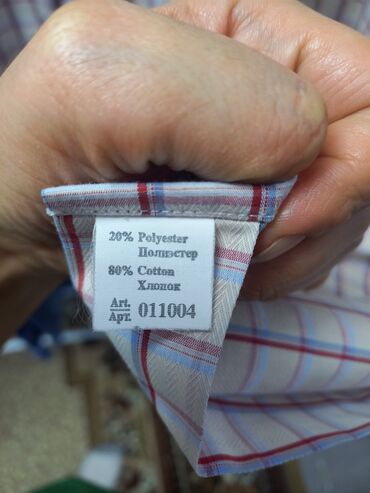 20% Polyester
Полиэстер
80% Cotton
Хлопок
Art.
Арт. 011004